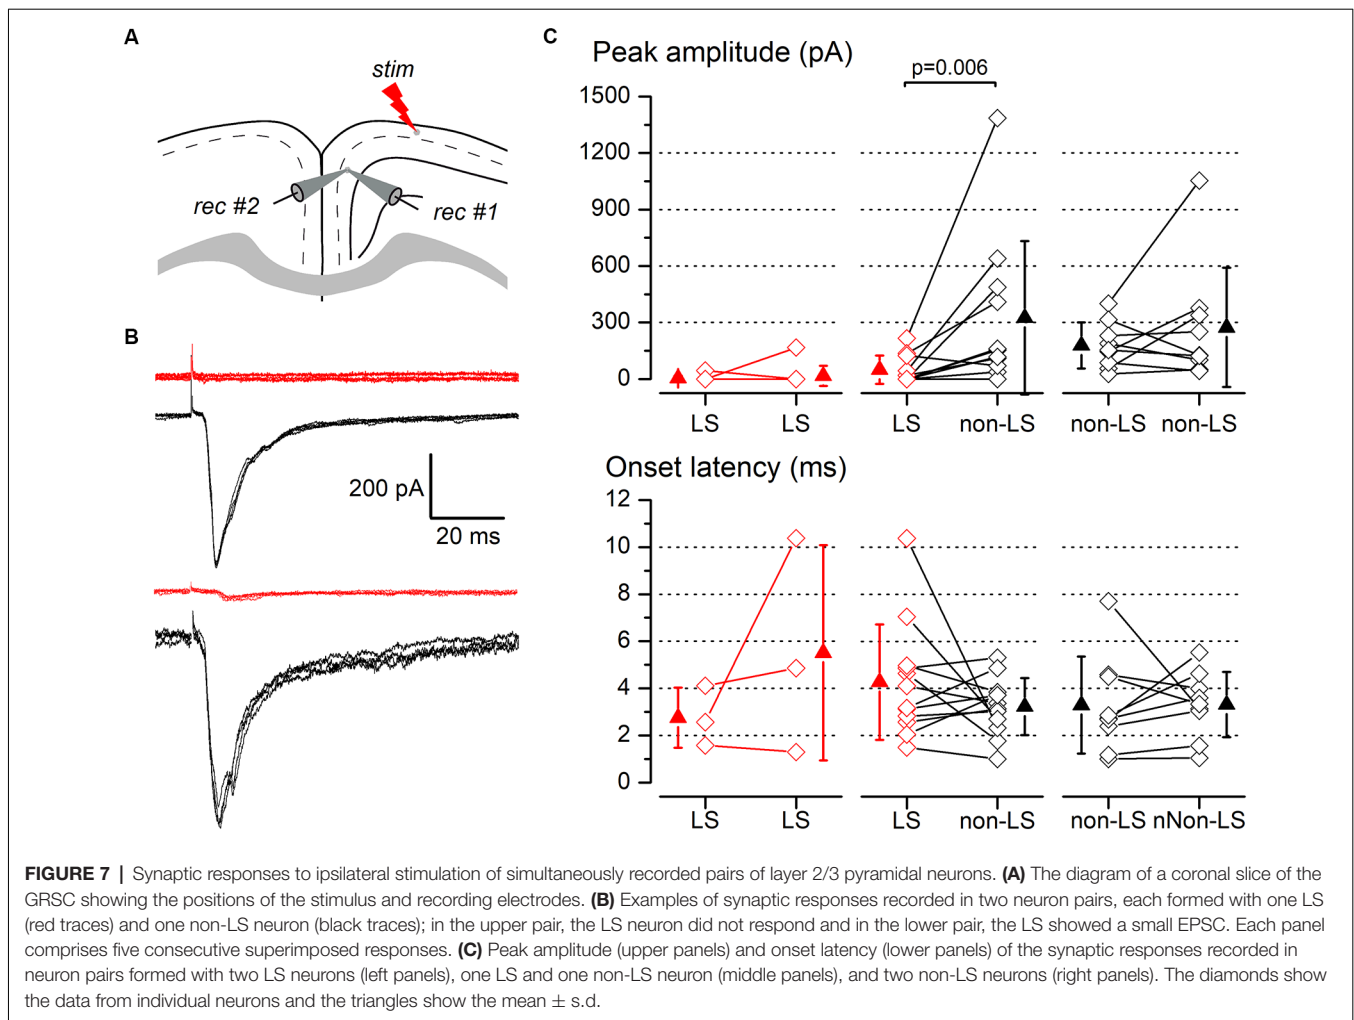 A
stim
rec #2
rec #1
B
200 pA
20 ms
C
Peak amplitude (pA)
p=0.006
1500
1200
900
600
300
0
LS
LS
LS
non-LS
non-LS
non-LS
Onset latency (ms)
12
10
8
6
4
2
0
LS
LS
LS
non-LS
non-LS
nNon-LS
FIGURE 7 | Synaptic responses to ipsilateral stimulation of simultaneously recorded pairs of layer 2/3 pyramidal neurons. (A) The diagram of a coronal slice of the
GRSC showing the positions of the stimulus and recording electrodes. (B) Examples of synaptic responses recorded in two neuron pairs, each formed with one LS
(red traces) and one non-LS neuron (black traces); in the upper pair, the LS neuron did not respond and in the lower pair, the LS showed a small EPSC. Each panel
comprises five consecutive superimposed responses. (C) Peak amplitude (upper panels) and onset latency (lower panels) of the synaptic responses recorded in
neuron pairs formed with two LS neurons (left panels), one LS and one non-LS neuron (middle panels), and two non-LS neurons (right panels). The diamonds show
the data from individual neurons and the triangles show the mean ± s.d.